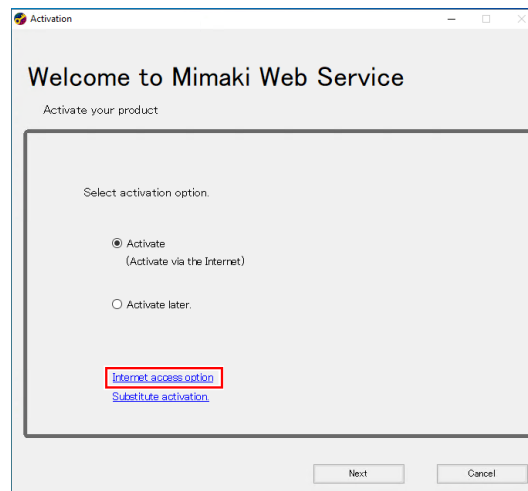 Activation
Welcome to Mimaki Web Service
Activate your product
Select activation option.
Activate
(Activate via the Internet)
Activate later.
Internet access option
Substitute activation.
Next Cancel